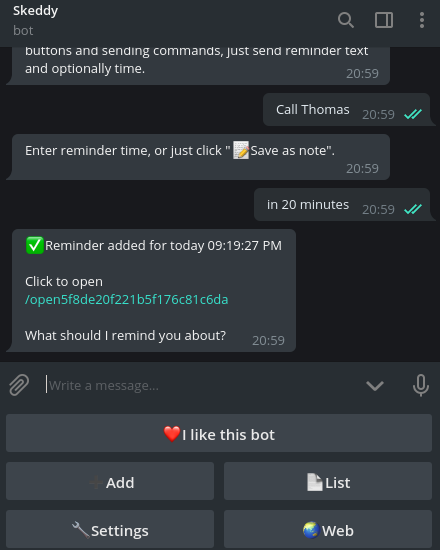 Skeddy
bot
buttons and sending commands, just send reminder text
and optionally time.
20:59
Call Thomas 20:59
Enter reminder time, or just click "📝Save as note".
20:59
in 20 minutes 20:59
✅Reminder added for today 09:19:27 PM
Click to open
/open5f8de20f221b5f176c81c6da
What should I remind you about? 20:59
Write a message...
❤️I like this bot
➕Add
📄List
🔧Settings
🌏Web